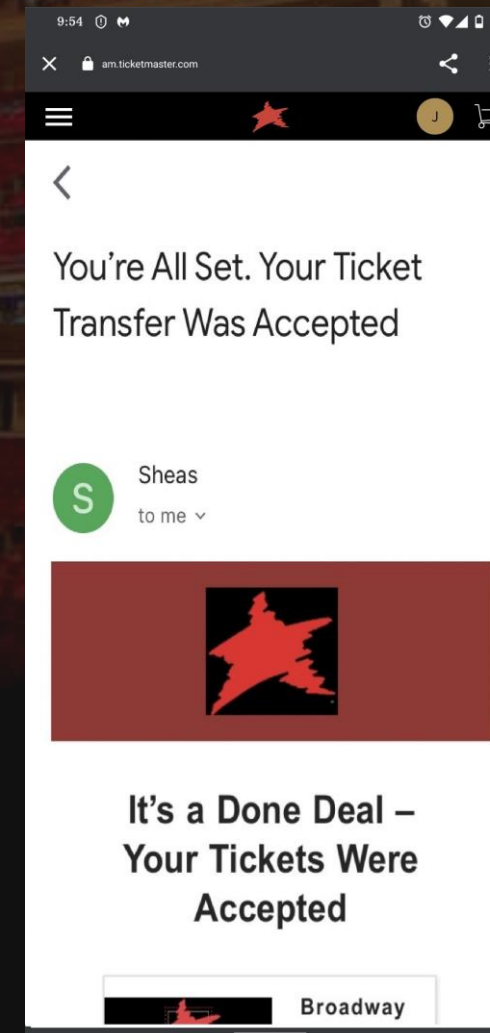 9:54
am.ticketmaster.com
J
You're All Set. Your Ticket
Transfer Was Accepted
S
Sheas
to me
It's a Done Deal –
Your Tickets Were
Accepted
Broadway